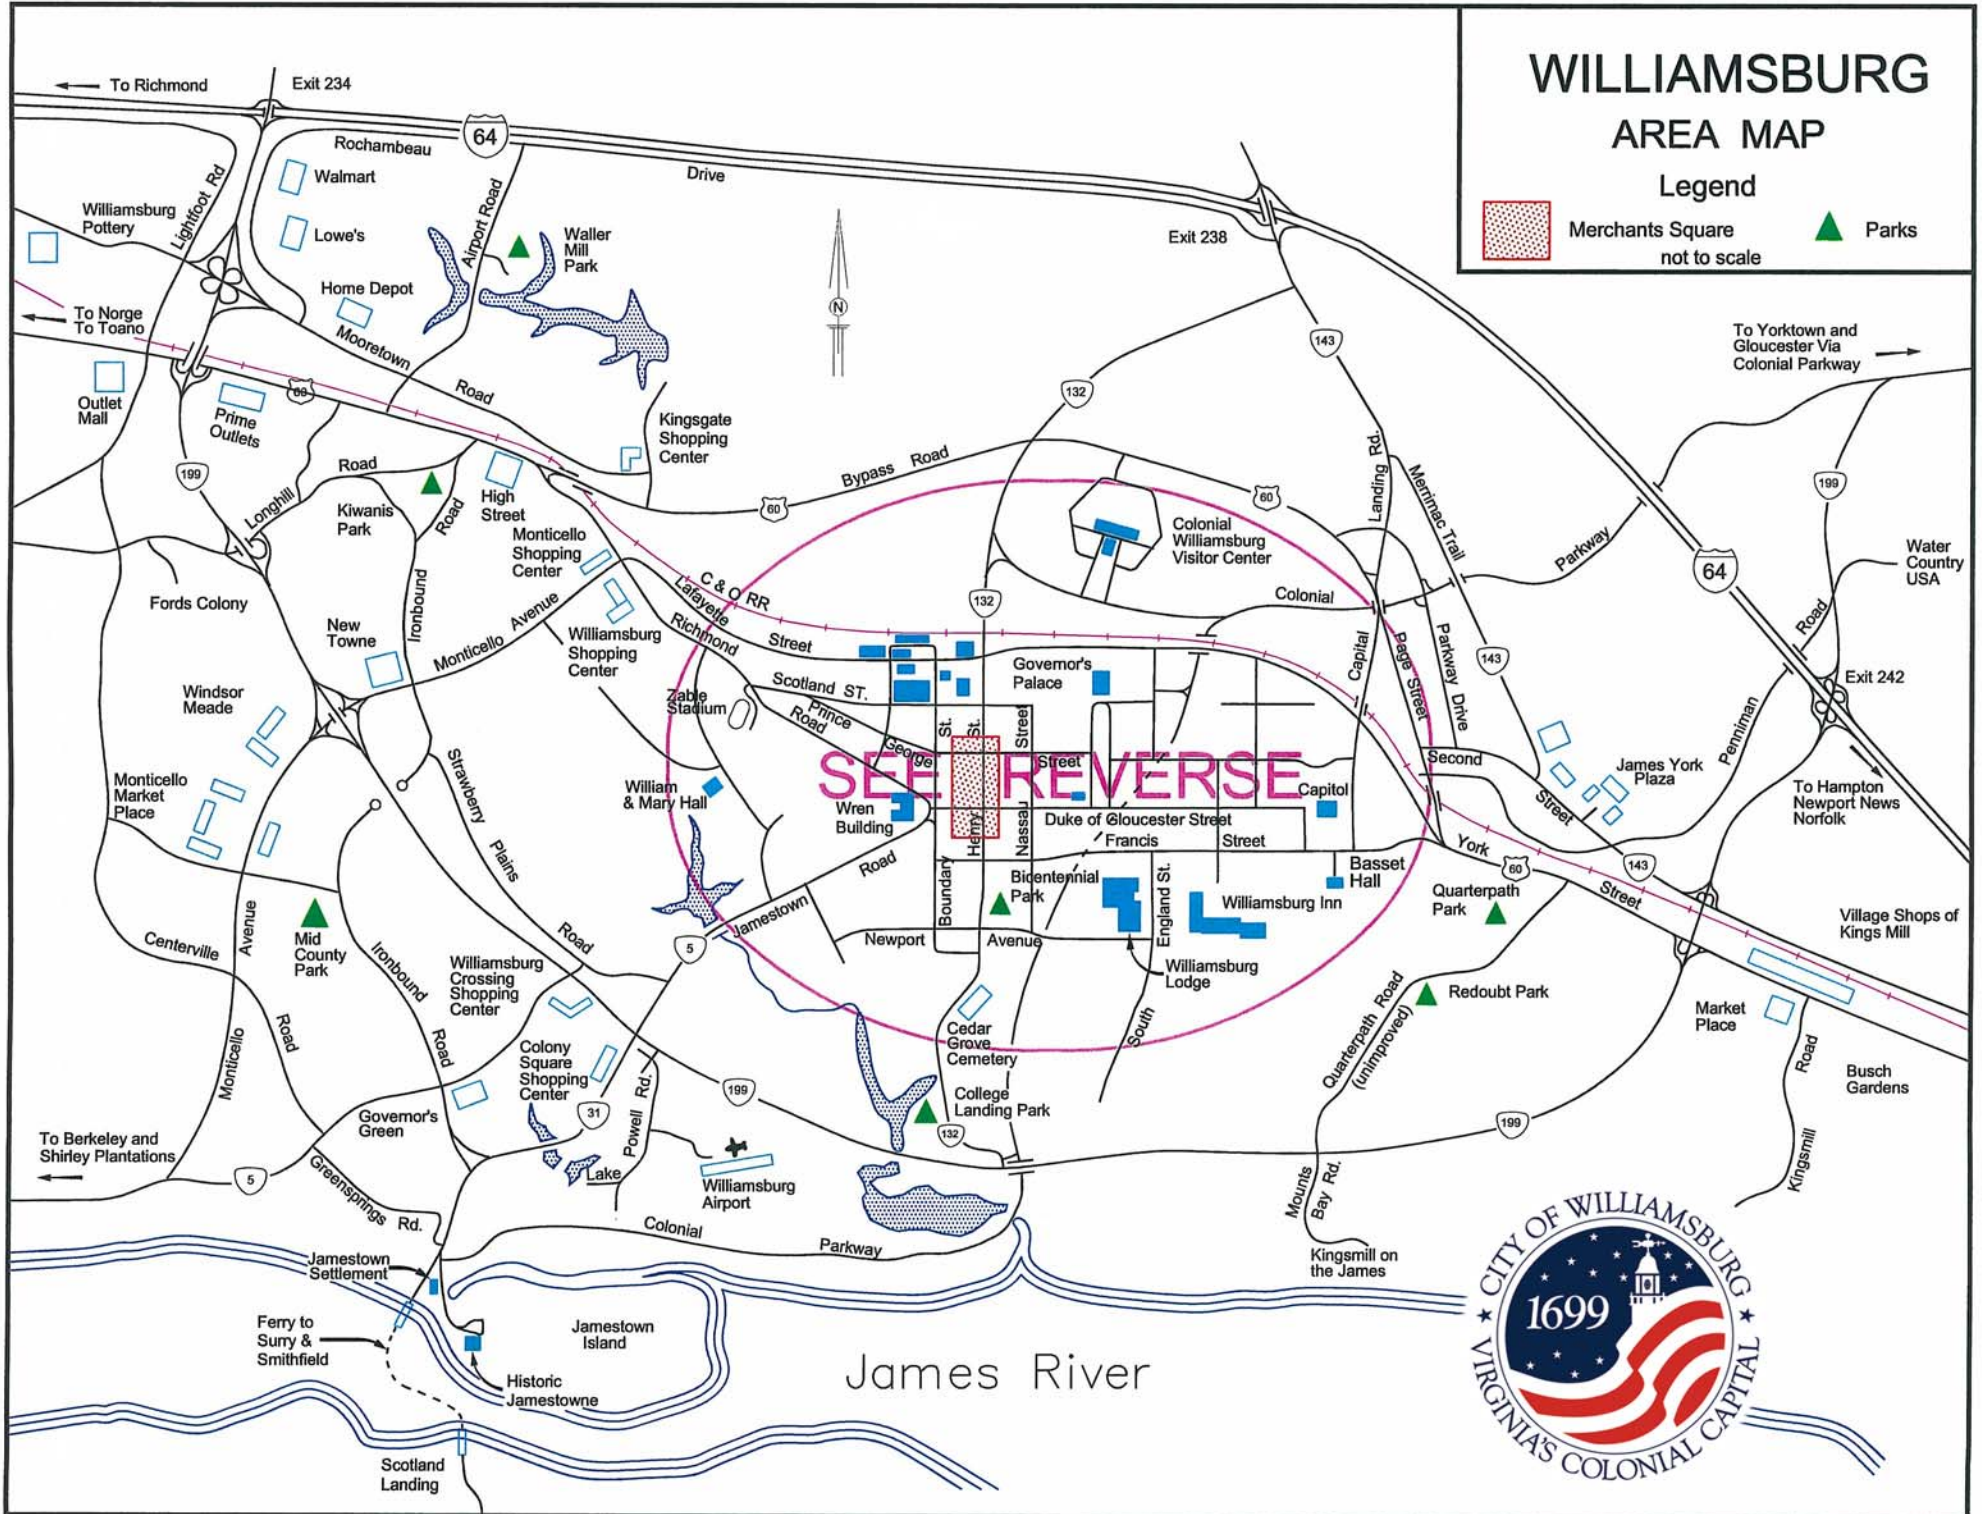 WILLIAMSBURG
AREA MAP
Legend
Merchants Square
not to scale
Parks
To Richmond
Exit 234
64
Rochambeau
Drive
Walmart
Lowe's
Lightfoot Rd
Williamsburg
Pottery
Airport Road
Waller
Mill
Park
Home Depot
To Norge
To Toano
Mooretown
Road
Outlet
Mall
Prime
Outlets
60
N
Exit 238
143
132
To Yorktown and
Gloucester Via
Colonial Parkway
Kingsgate
Shopping
Center
199
Longhill
Road
Kiwanis
Park
Road
High
Street
Monticello
Shopping
Center
60
Bypass Road
60
Landing Rd.
Merrimac Trail
Parkway
199
64
Water
Country
USA
Road
Colonial
Williamsburg
Visitor Center
Fords Colony
Ironbound
New
Towne
Monticello Avenue
Williamsburg
Shopping
Center
C & O RR
Lafayette
Street
Richmond
132
Colonial
Capital
Page Street
Parkway Drive
143
Exit 242
Penniman
Windsor
Meade
Zable
Stadium
Scotland ST.
Prince
Road
George
Street
Governor's
Palace
St.
St.
Street
SEE REVERSE
Second
Street
James York
Plaza
To Hampton
Newport News
Norfolk
Monticello
Market
Place
Strawberry
Plains
Road
William
& Mary Hall
Wren
Building
Henry
Nassau
Capitol
Duke of Gloucester Street
Francis
Street
York
60
Street
143
Basset
Hall
Quarterpath
Park
Road
Jamestown
5
Boundary
Bicentennial
Park
England St.
Williamsburg Inn
Newport
Avenue
Williamsburg
Lodge
Village Shops of
Kings Mill
Mid
County
Park
Avenue
Centerville
Ironbound
Road
Williamsburg
Crossing
Shopping
Center
Road
Monticello
Cedar
Grove
Cemetery
South
Quarterpath Road
(unimproved)
Redoubt Park
Market
Place
Road
Busch
Gardens
Colony
Square
Shopping
Center
199
31
Powell Rd.
College
Landing Park
132
199
Governor's
Green
To Berkeley and
Shirley Plantations
5
Greensprings
Rd.
Lake
Williamsburg
Airport
Mounts
Bay Rd.
Kingsmill
Colonial
Parkway
Kingsmill on
the James
Jamestown
Settlement
Ferry to
Surry &
Smithfield
Jamestown
Island
Historic
Jamestowne
James River
Scotland
Landing
CITY OF WILLIAMSBURG
1699
VIRGINIA'S COLONIAL CAPITAL